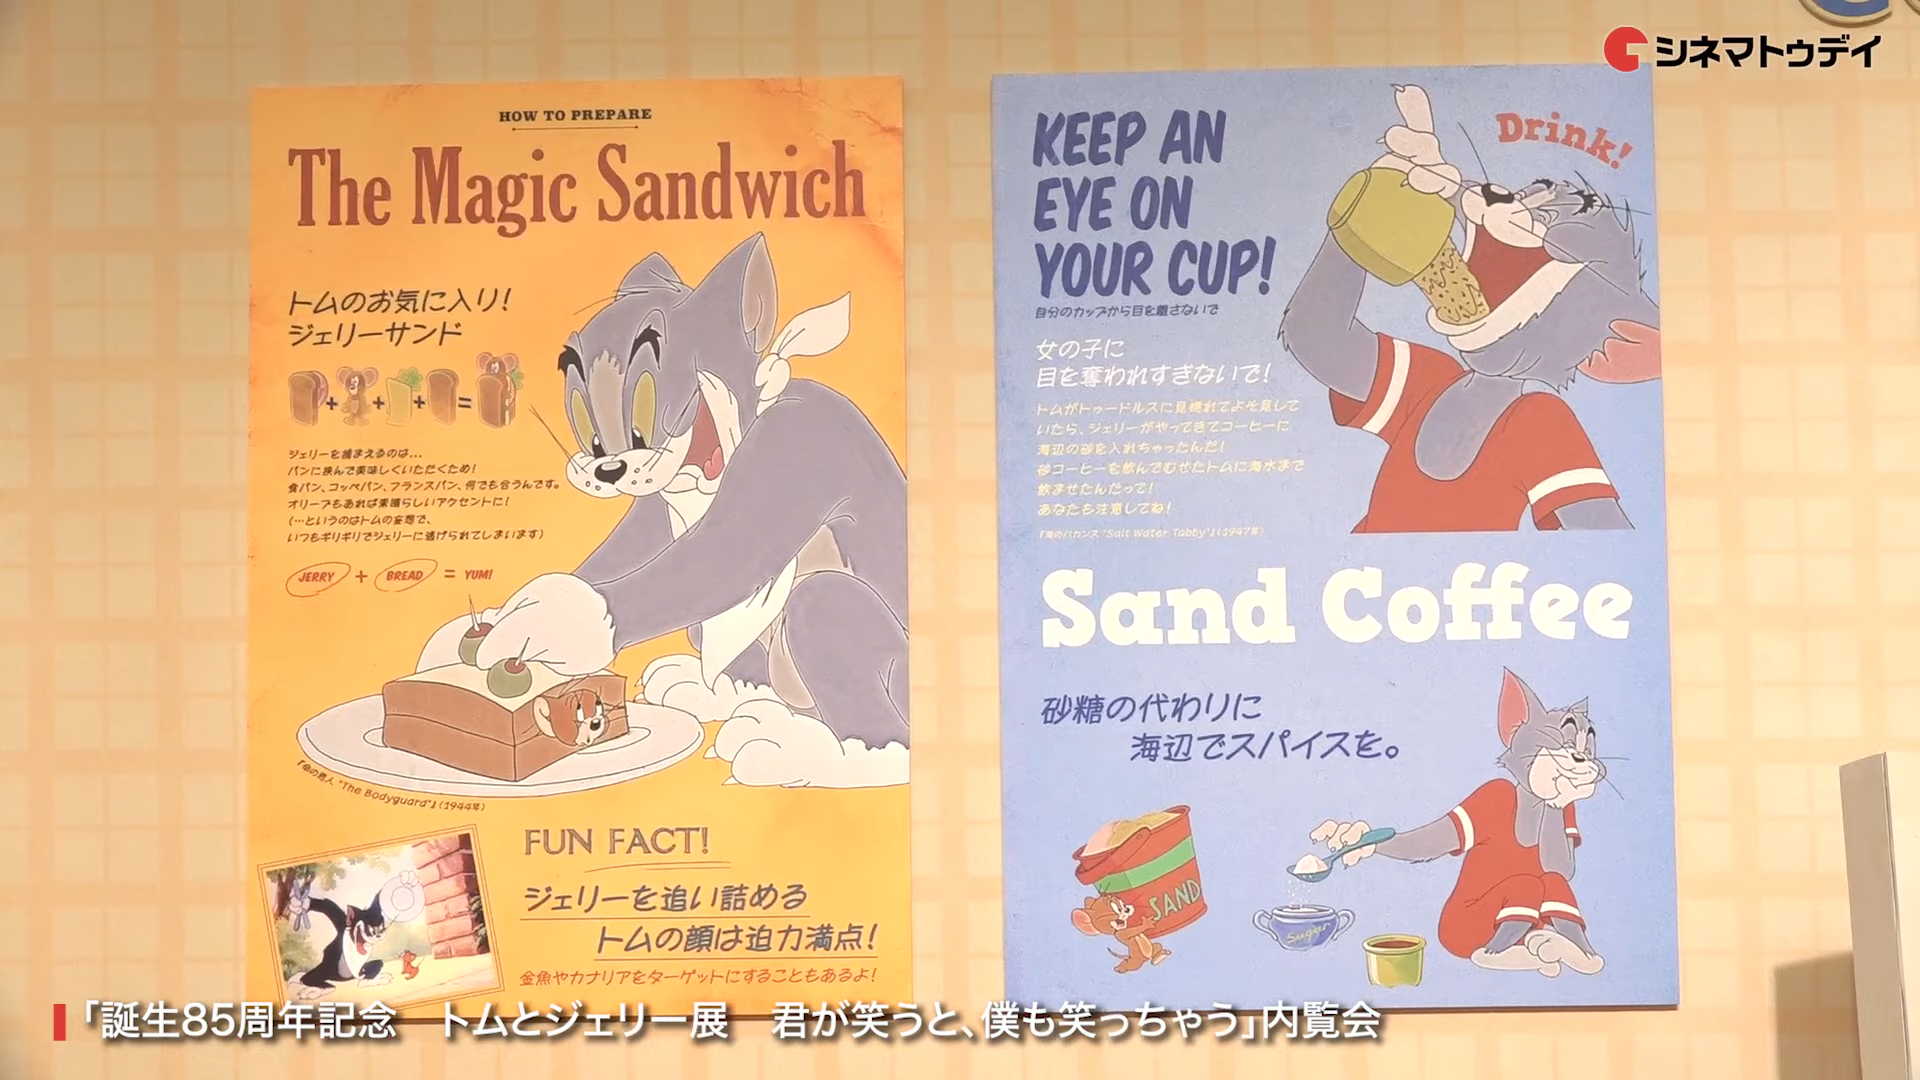 シネマトゥデイ
HOW TO PREPARE
The Magic Sandwich
トムのお気に入り!
ジェリーサンド
+ + + =
ジェリーを捕まえるのは…
パンに挟んで美味しくいただくため!
食パン、コッペパン、フランスパン、何でも合うんです。
オリーブもあれば素晴らしいアクセントに!
(…というのはトムの妄想で、
いつもギリギリでジェリーに逃げられてしまいます)
JERRY + BREAD = YUM!
"The Bodyguard"』(1944年)
FUN FACT!
ジェリーを追い詰める
トムの顔は迫力満点!
金魚やカナリアをターゲットにすることもあるよ!
KEEP AN
EYE ON
YOUR CUP!
自分のカップから目を離さないで
Drink!
女の子に
目を奪われすぎないで!
トムがトゥードルスに見惚れてよそ見して
いたら、ジェリーがやってきてコーヒーに
海辺の砂を入れちゃったんだ!
砂コーヒーを飲んでむせたトムに海水まで
飲ませたんだって!
あなたも注意してね!
『海のバカンス "Salt Water Tabby"』(1947年)
Sand Coffee
砂糖の代わりに
海辺でスパイスを。
SAND
Sugar
「誕生85周年記念 トムとジェリー展 君が笑うと、僕も笑っちゃう」内覧会